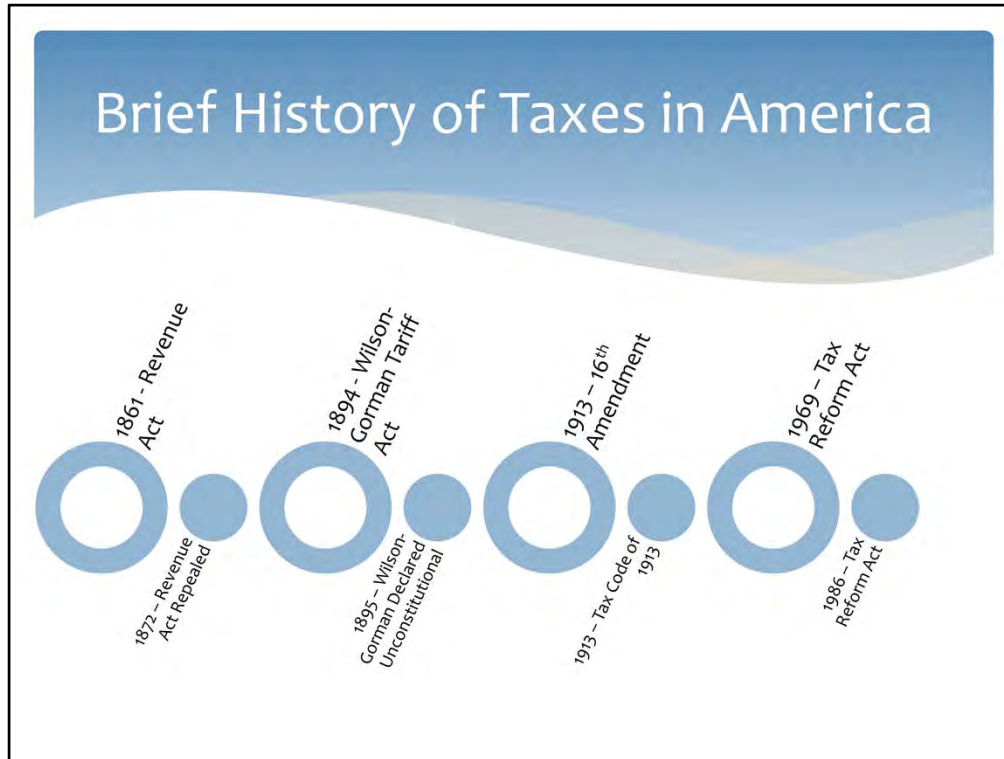 Brief History of Taxes in America
1861 - Revenue
Act
1872 – Revenue
Act Repealed
1894 - Wilson-
Gorman Tariff
Act
1895 – Wilson-
Gorman Declared
Unconstitutional
1913 – 16th
Amendment
1913 – Tax Code of
1913
1969 – Tax
Reform Act
1986 – Tax
Reform Act